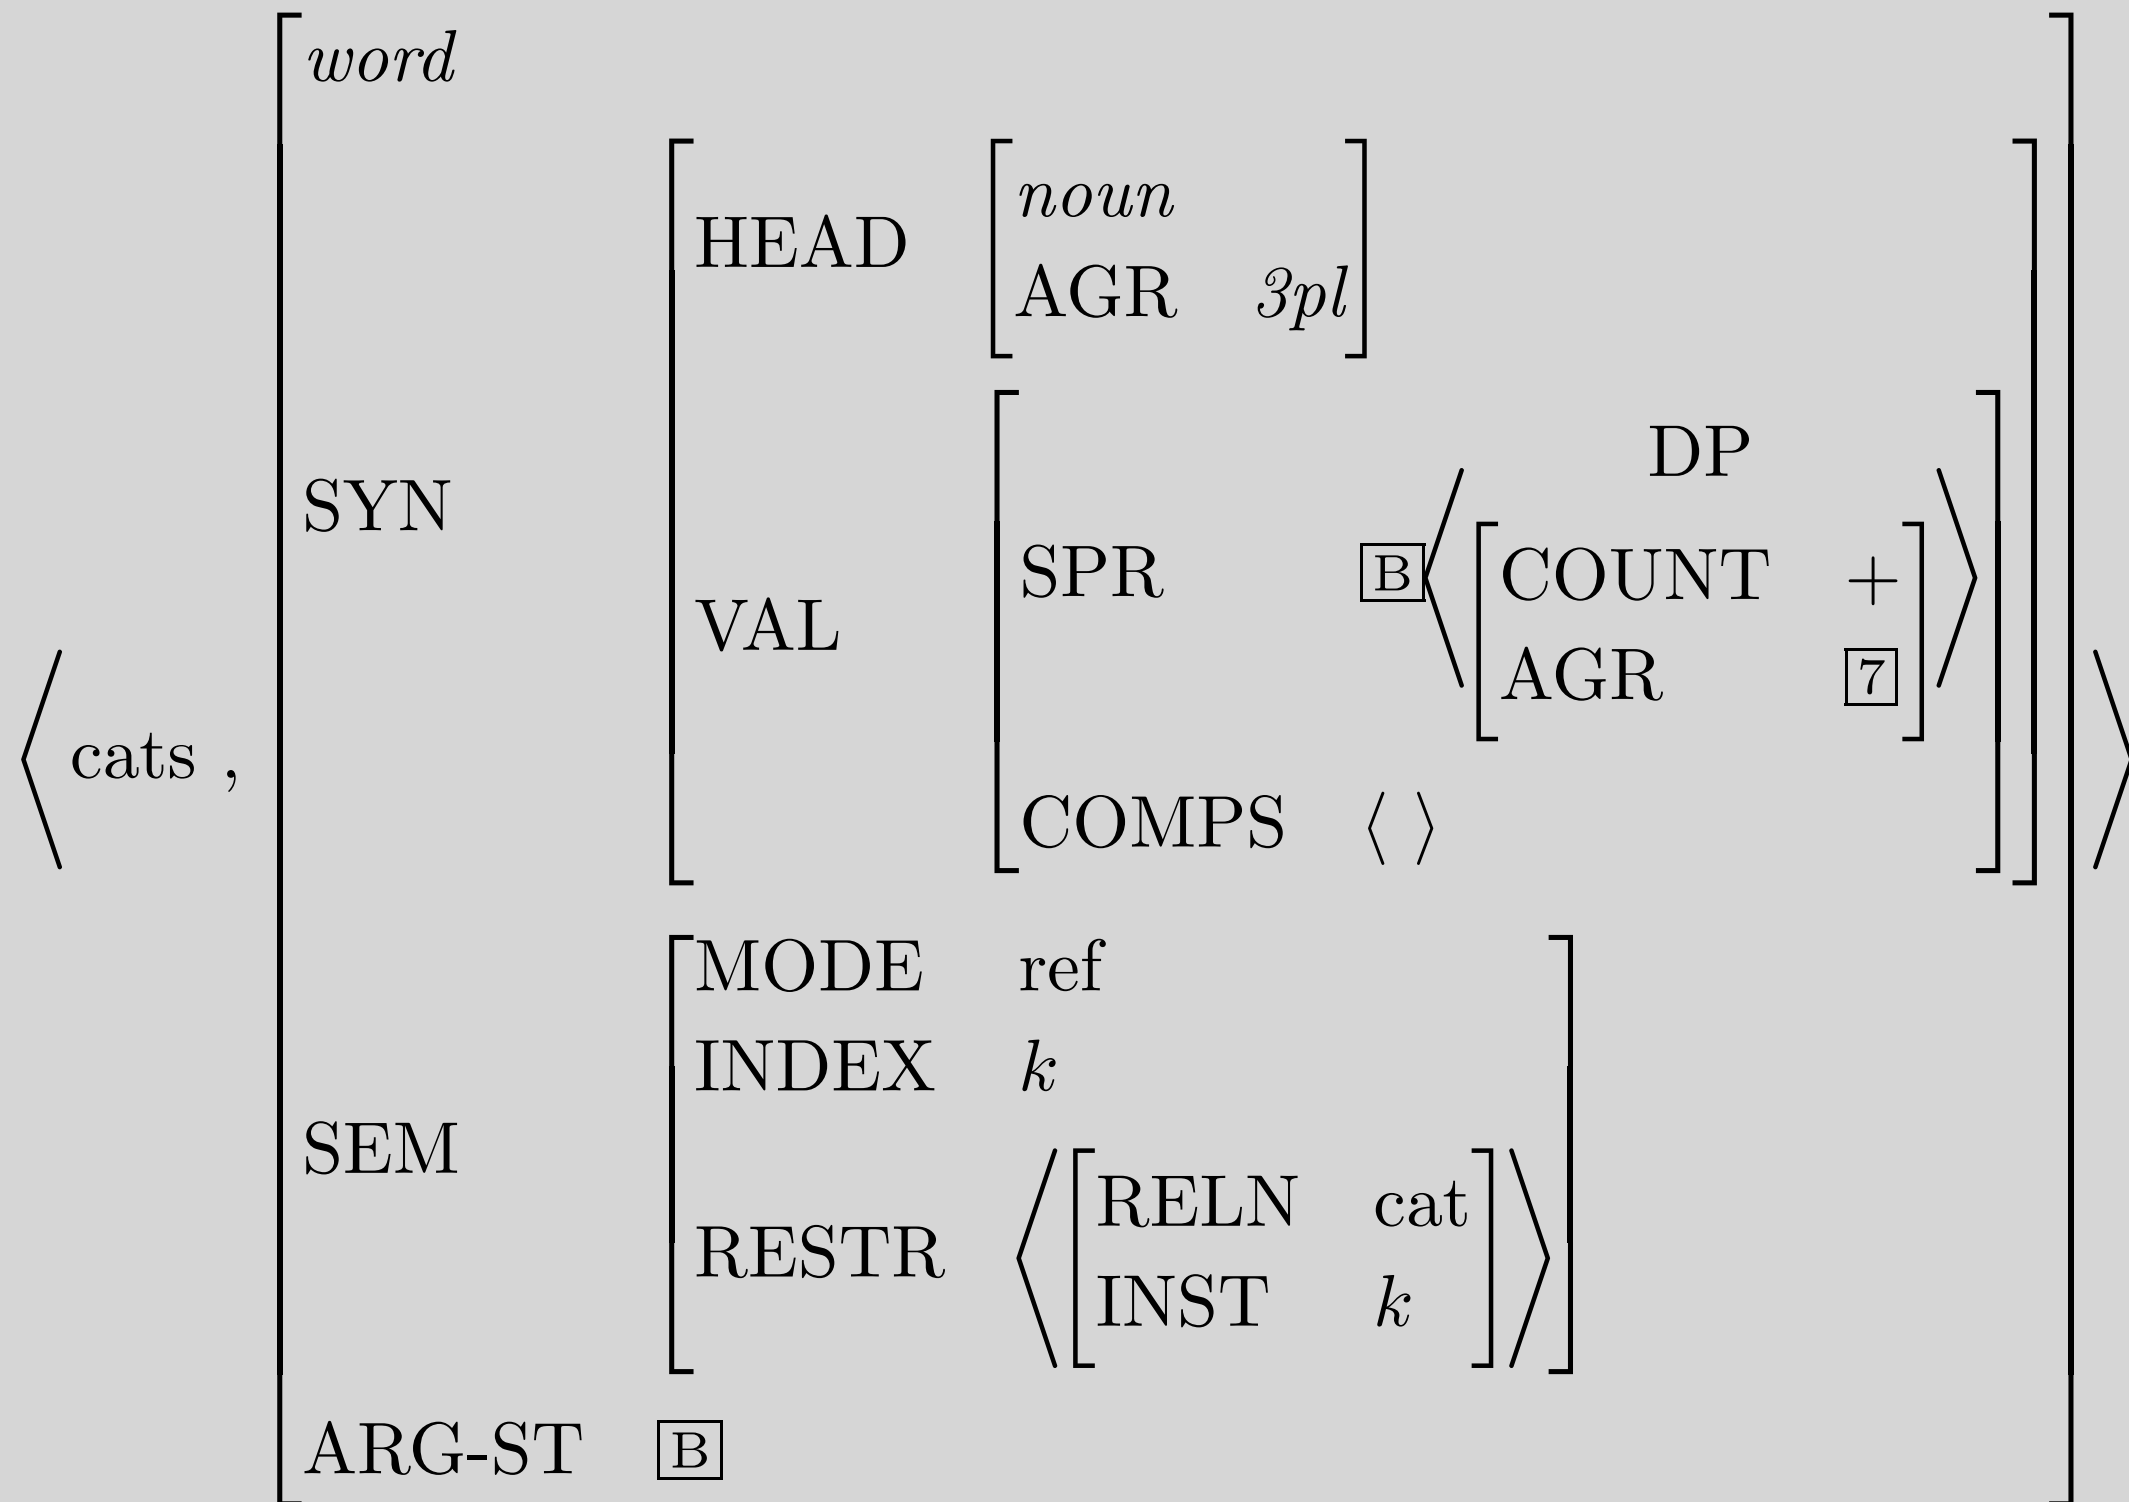 word
HEAD noun
AGR 3pl
SYN
VAL SPR B ⟨ DP
COUNT +
AGR 7 ⟩
⟨ cats ,
COMPS ⟨ ⟩
MODE ref
INDEX k
SEM
RESTR ⟨ RELN cat
INST k ⟩
ARG-ST B ⟩